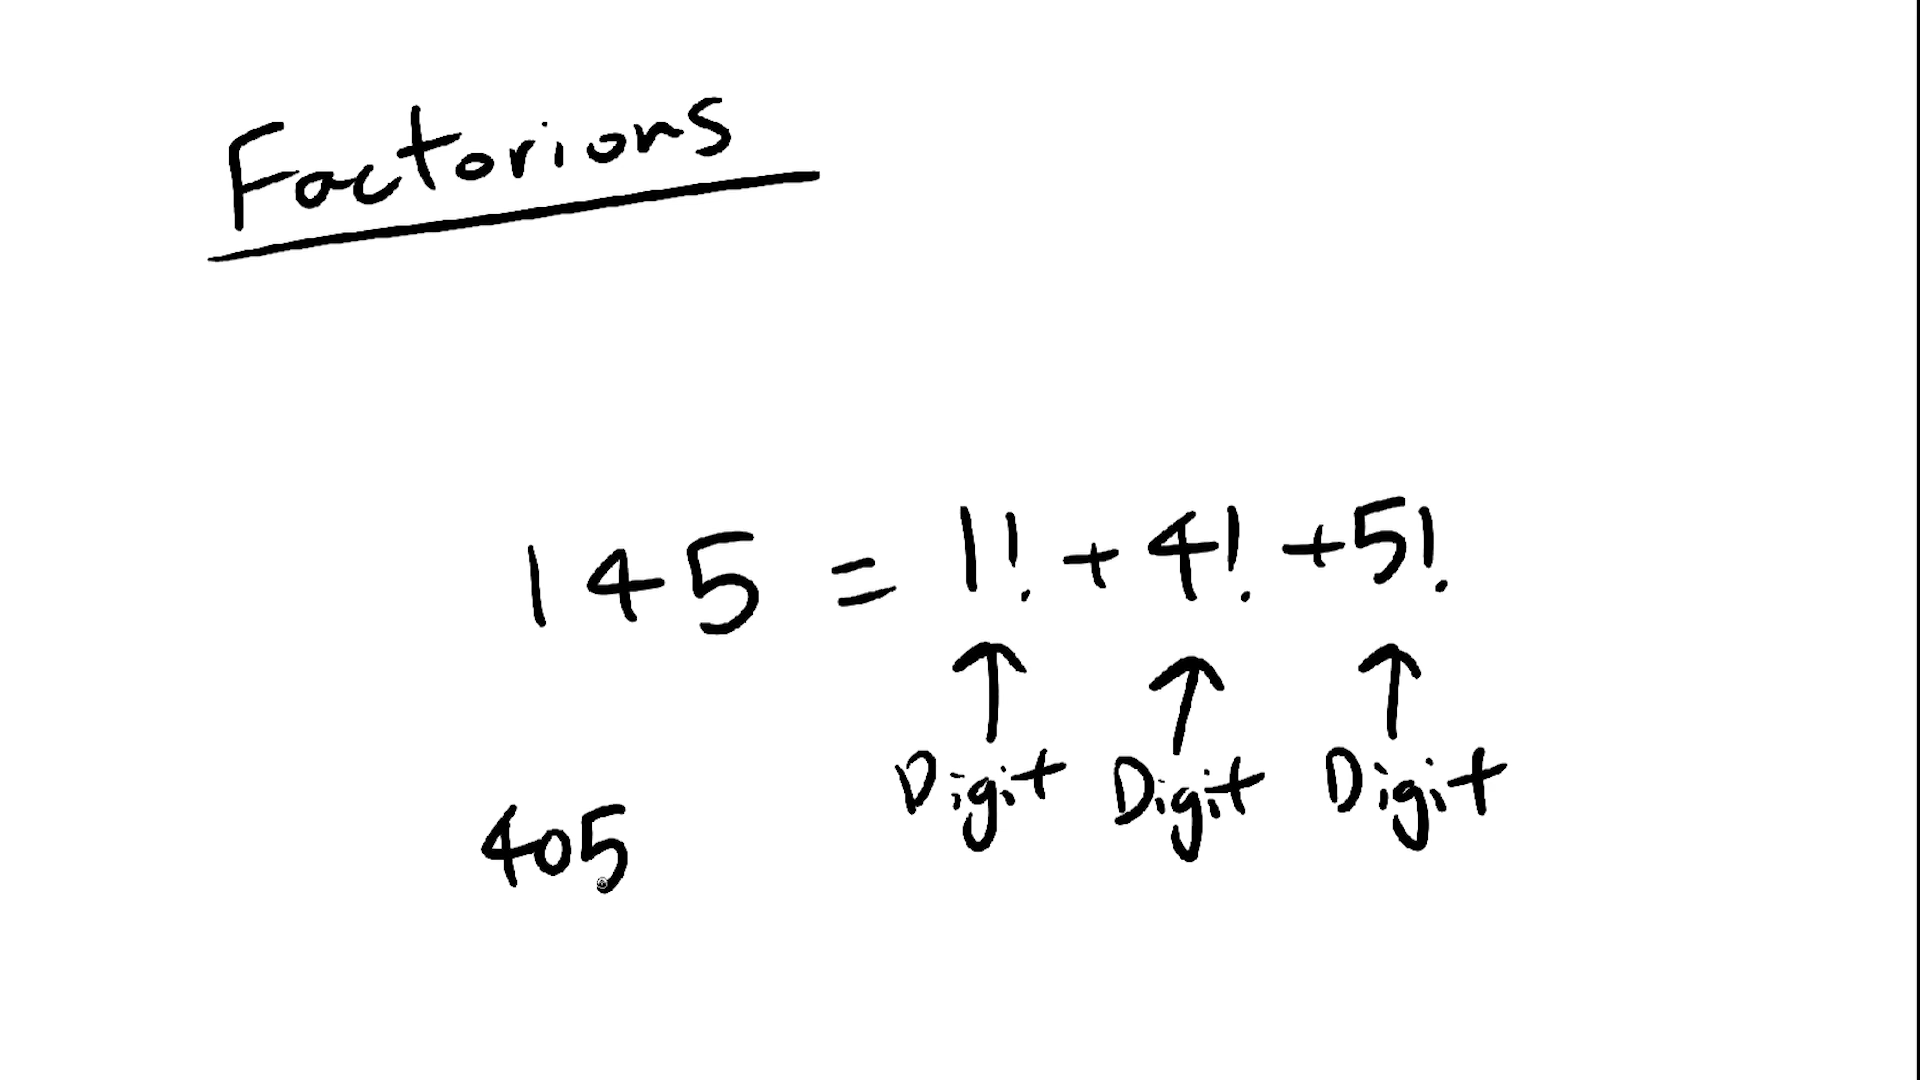 Factorions
145 = 1! + 4! + 5!
↑ ↑ ↑
Digit Digit Digit
405